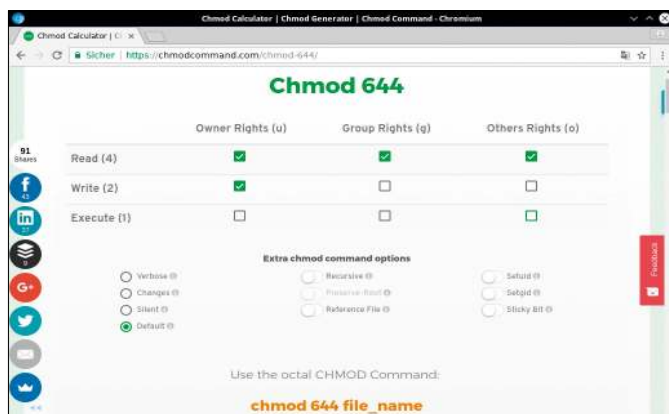 Chmod Calculator | Chmod Generator | Chmod Command - Chromium
Chmod Calculator | C
Sicher https://chmodcommand.com/chmod-644/
Chmod 644
Owner Rights (u) Group Rights (g) Others Rights (o)
91
Shares
Read (4)
Write (2)
Execute (1)
Extra chmod command options
Verbose Recursive Setuid
Changes Preserve-Root Setgid
Silent Reference File Sticky Bit
Default
Feedback
Use the octal CHMOD Command:
chmod 644 file_name